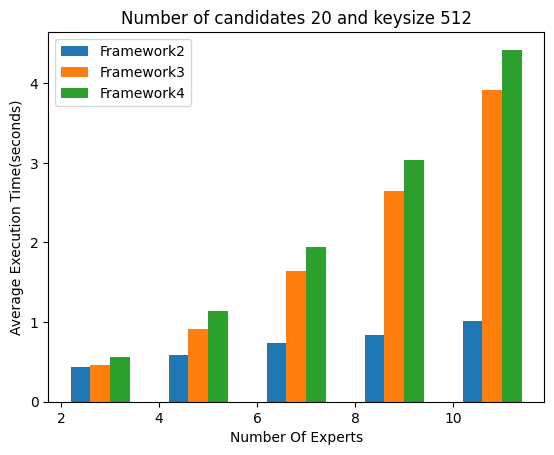 Number of candidates 20 and keysize 512
Framework2
Framework3
Framework4
Average Execution Time(seconds)
4
3
2
1
0
2 4 6 8 10
Number Of Experts